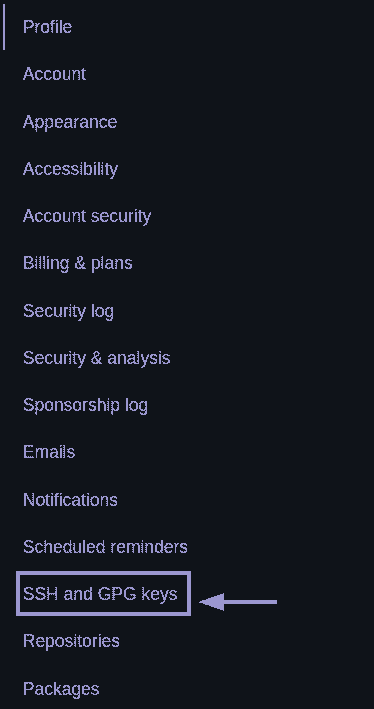 Profile
Account
Appearance
Accessibility
Account security
Billing & plans
Security log
Security & analysis
Sponsorship log
Emails
Notifications
Scheduled reminders
SSH and GPG keys
Repositories
Packages